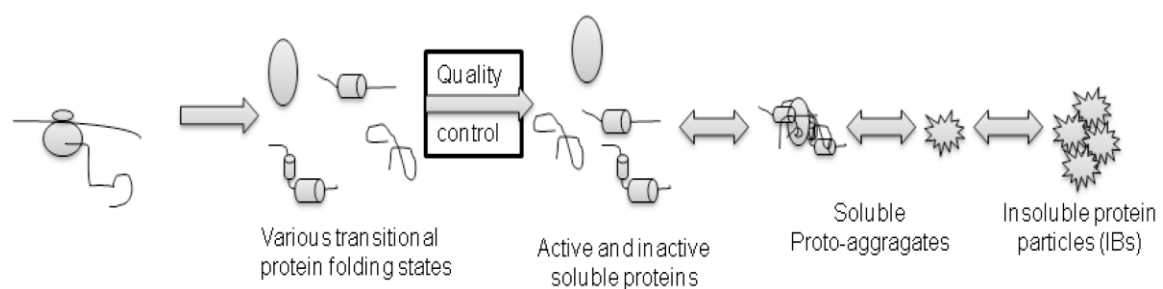 Quality
control
Various transitional
protein folding states
Active and inactive
soluble proteins
Soluble
Proto-aggragates
Insoluble protein
particles (IBs)